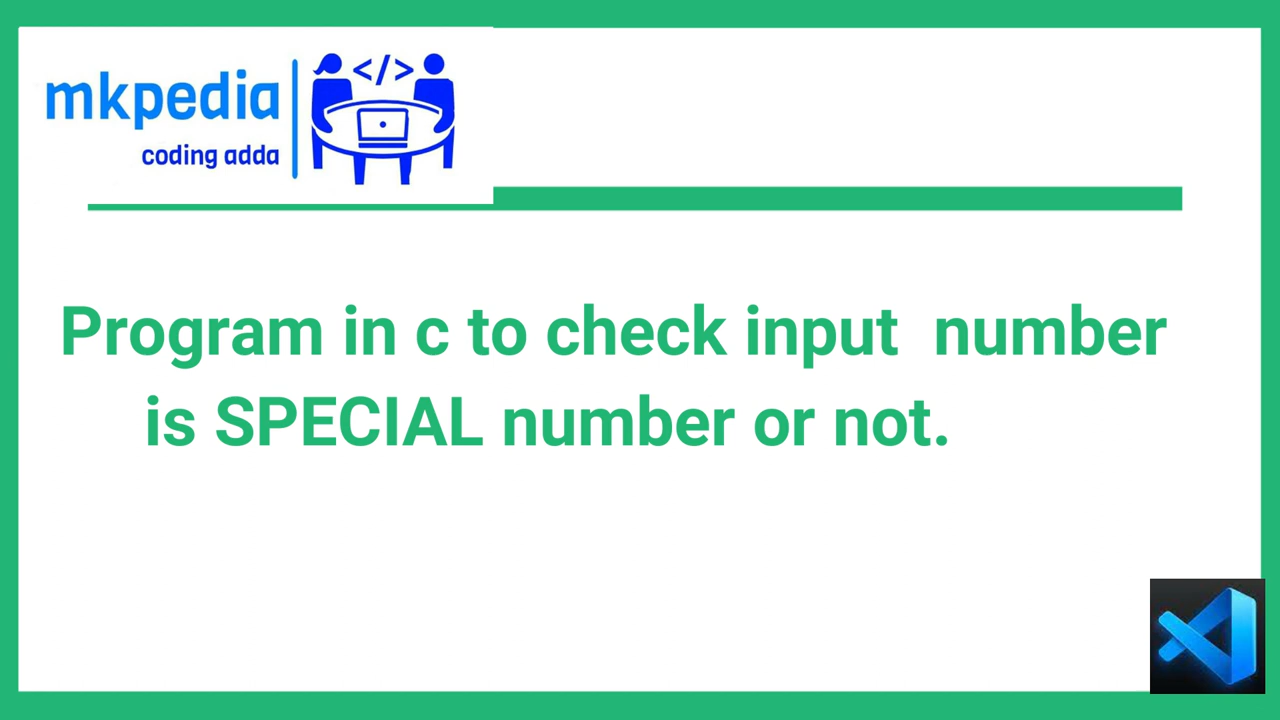 mkpedia
</>
coding adda
Program in c to check input  number
is SPECIAL number or not.